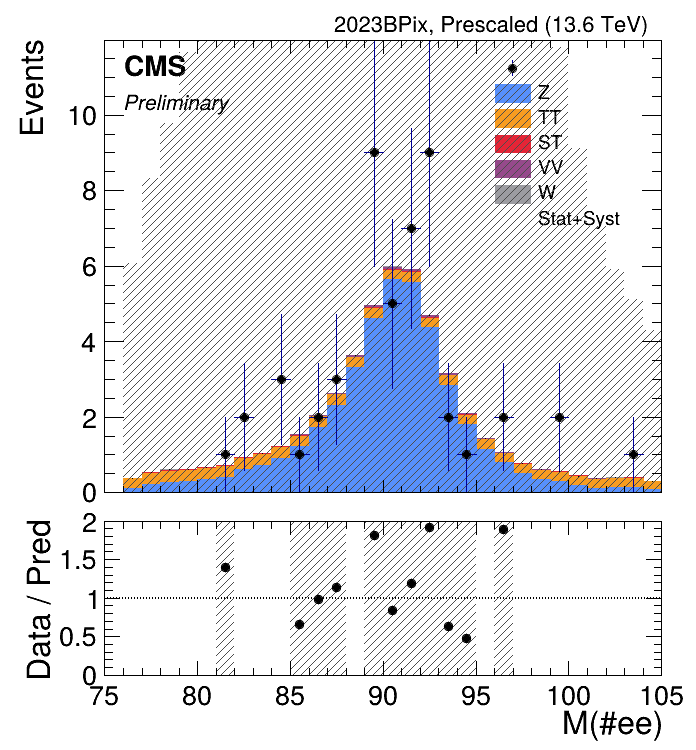 2023BPix, Prescaled (13.6 TeV)
CMS
Preliminary
Events
10
8
6
4
2
0
Z
TT
ST
VV
W
Stat+Syst
Data / Pred
2
1.5
1
0.5
0
75 80 85 90 95 100 105
M(#ee)